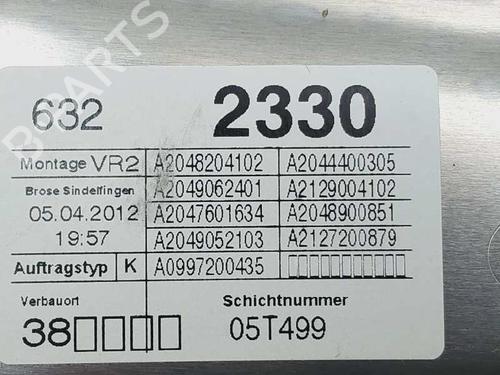 632 2330
Montage VR2 A2048204102 A2044400305
Brose Sindelfingen A2049062401 A2129004102
05.04.2012 A2047601634 A2048900851
19:57 A2049052103 A2127200879
Auftragstyp K A0997200435 □□□□□□□□□□□
Verbauort Schichtnummer
38□□□□ 05T499
B-PARTS